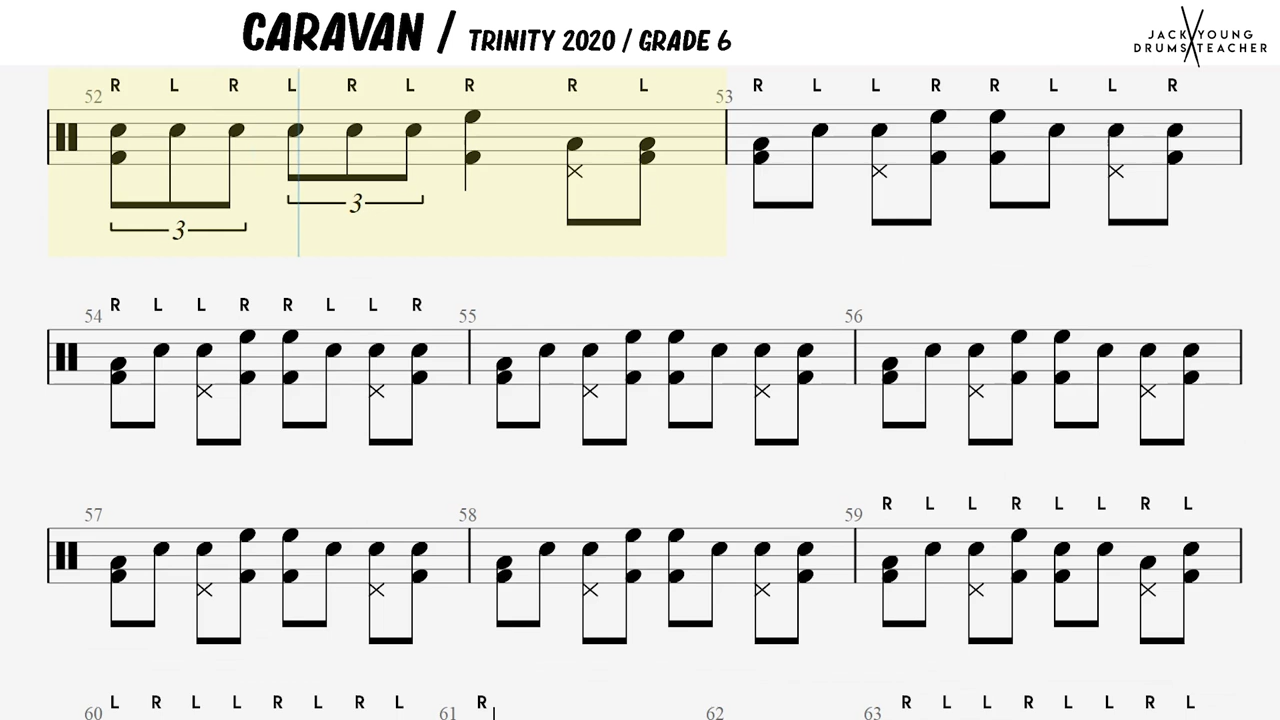 CARAVAN / TRINITY 2020 / GRADE 6
JACK YOUNG
DRUMS TEACHER
R L R L R L R R L R L L R R L L R
52 53
3 3
R L L R R L L R
54 55 56
R L L R L L R L
57 58 59
L R L L R L R L R R L L R L L R L
60 61 62 63